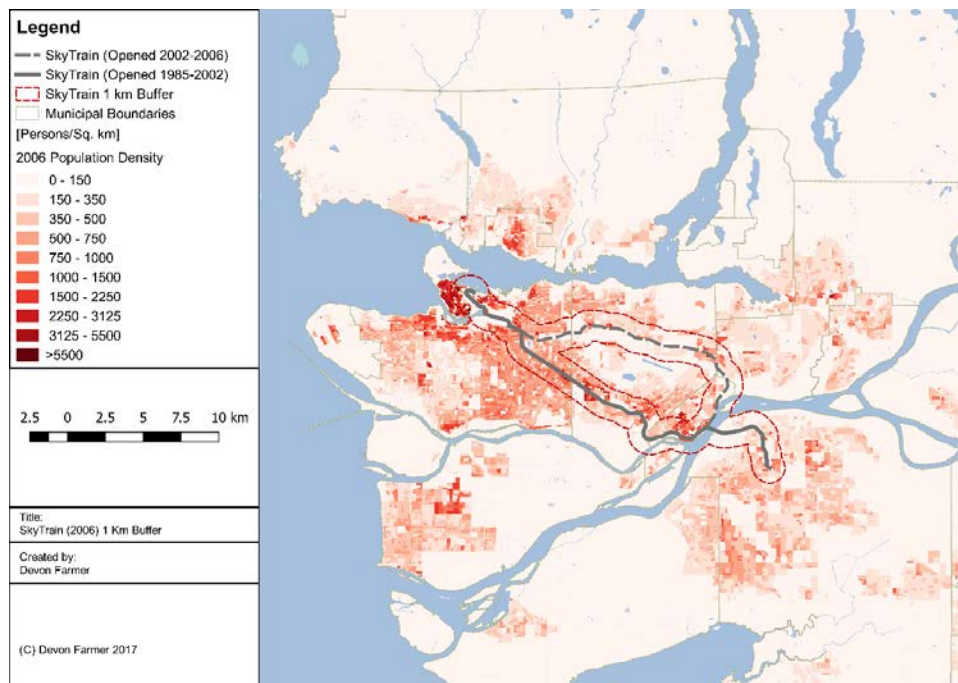 Legend
SkyTrain (Opened 2002-2006)
SkyTrain (Opened 1985-2002)
SkyTrain 1 km Buffer
Municipal Boundaries
[Persons/Sq. km]
2006 Population Density
0 - 150
150 - 350
350 - 500
500 - 750
750 - 1000
1000 - 1500
1500 - 2250
2250 - 3125
3125 - 5500
>5500
2.5 0 2.5 5 7.5 10 km
Title:
SkyTrain (2006) 1 Km Buffer
Created by:
Devon Farmer
(C) Devon Farmer 2017